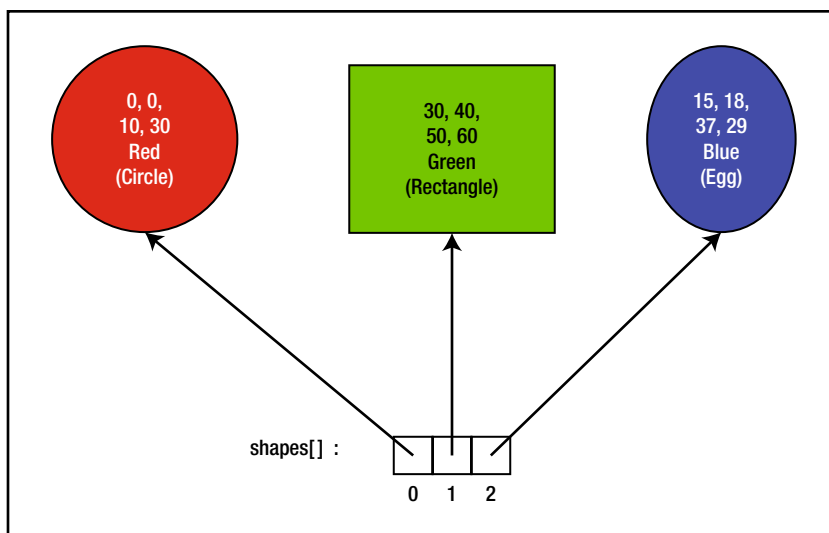 0, 0,
10, 30
Red
(Circle)
30, 40,
50, 60
Green
(Rectangle)
15, 18,
37, 29
Blue
(Egg)
shapes[] :
0 1 2